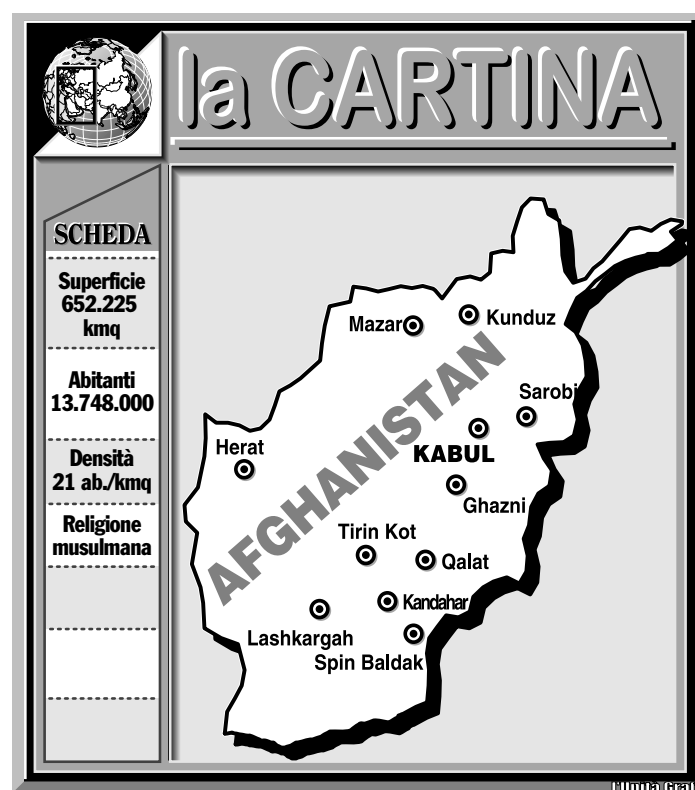 la CARTINA
SCHEDA
Superficie
652.225
kmq
Abitanti
13.748.000
Densità
21 ab./kmq
Religione
musulmana
AFGHANISTAN
Mazar
Kunduz
Sarobi
KABUL
Herat
Ghazni
Tirin Kot
Qalat
Kandahar
Lashkargah
Spin Baldak